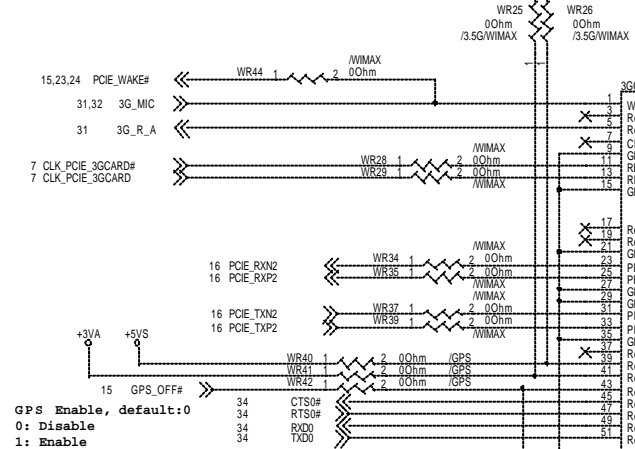 WR25 WR26
0Ohm 0Ohm
/3.5G/WIMAX /3.5G/WIMAX
/WIMAX
15,23,24 PCIE_WAKE# WR44 1 2 0Ohm
31,32 3G_MIC 1
3
31 3G_R_A 5
7
/WIMAX 9
7 CLK_PCIE_3GCARD# WR28 1 2 0Ohm 11
7 CLK_PCIE_3GCARD WR29 1 2 0Ohm 13
/WIMAX 15
17
19
/WIMAX 21
16 PCIE_RXN2 WR34 1 2 0Ohm 23
16 PCIE_RXP2 WR35 1 2 0Ohm 25
/WIMAX 27
/WIMAX 29
16 PCIE_TXN2 WR37 1 2 0Ohm 31
16 PCIE_TXP2 WR39 1 2 0Ohm 33
/WIMAX 35
+3VA +5VS 37
WR40 1 2 0Ohm /GPS 39
WR41 1 2 0Ohm /GPS 41
15 GPS_OFF# WR42 1 2 0Ohm /GPS 43
34 CTS0# 45
GPS Enable, default:0 34 RTS0# 47
0: Disable 34 RXD0 49
1: Enable 34 TXD0 51